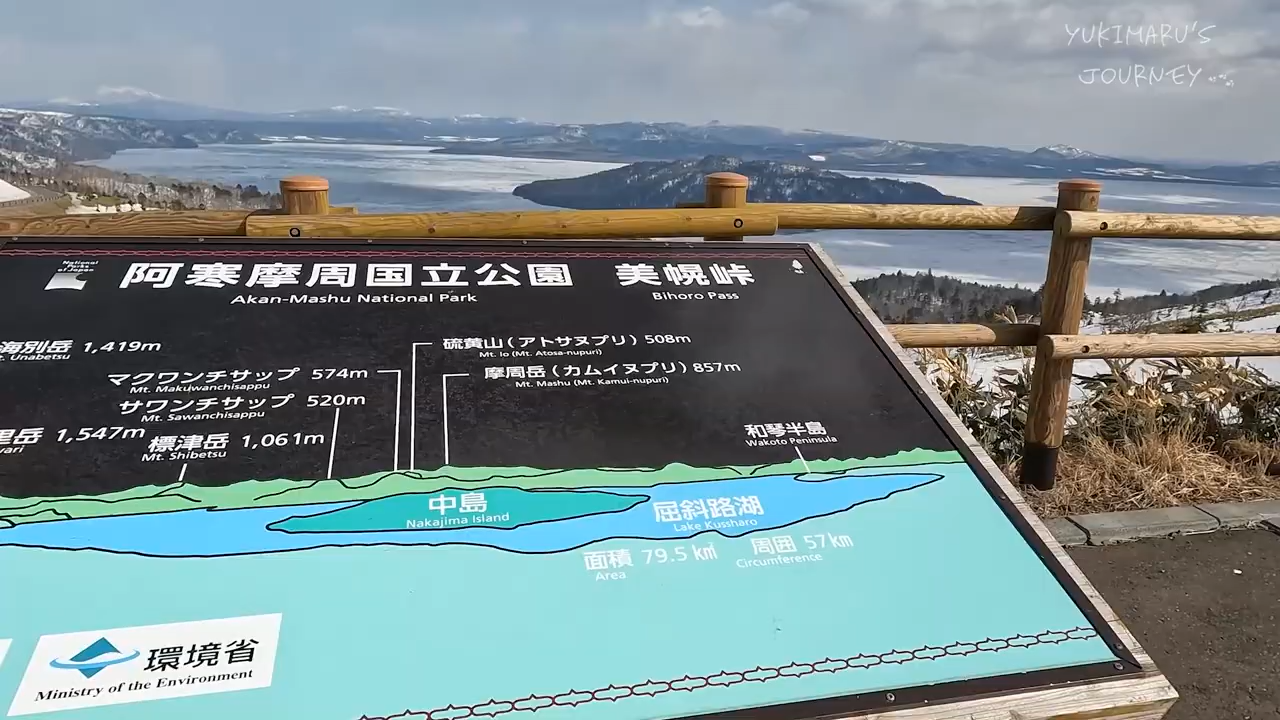 YUKIMARU'S
JOURNEY
National
Parks
of Japan
阿寒摩周国立公園 美幌峠
Akan-Mashu National Park Bihoro Pass
海別岳 1,419m
Mt. Unabetsu
硫黄山(アトサヌプリ) 508m
Mt. Io (Mt. Atosa-nupuri)
マクワンチサップ 574m
Mt. Makuwanchisappu
摩周岳(カムイヌプリ) 857m
Mt. Mashu (Mt. Kamui-nupuri)
サワンチサップ 520m
Mt. Sawanchisappu
里岳 1,547m
標津岳 1,061m
Mt. Shibetsu
和琴半島
Wakoto Peninsula
中島
Nakajima Island
屈斜路湖
Lake Kussharo
面積 79.5㎢ 周囲 57㎞
Area Circumference
環境省
Ministry of the Environment